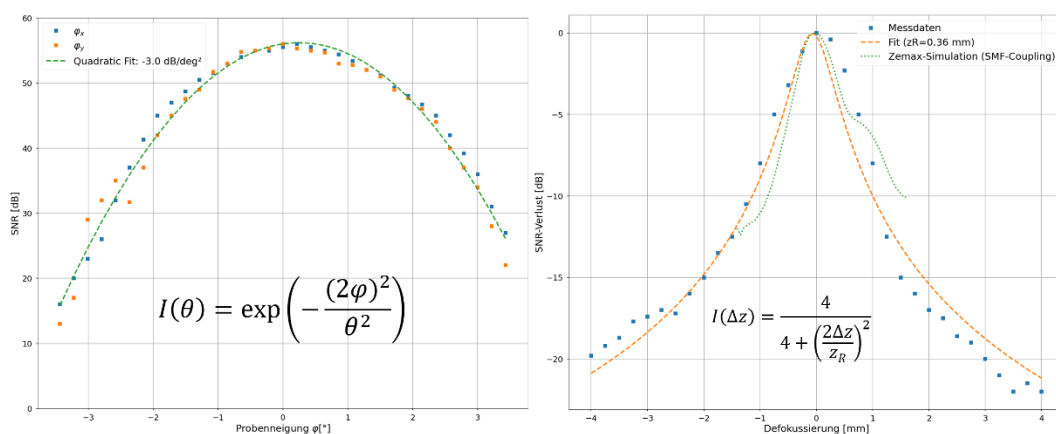 60
50
40
30
20
10
0
SNR [dB]
φx
φy
Quadratic Fit: -3.0 dB/deg²
I(θ) = exp(−(2φ)²/θ²)
-3 -2 -1 0 1 2 3
Probenneigung φ[°]
0
−5
−10
−15
−20
SNR-Verlust [dB]
Messdaten
Fit (zR=0.36 mm)
Zemax-Simulation (SMF-Coupling)
I(Δz) = 4/(4 + (2Δz/z_R)²)
−4 −3 −2 −1 0 1 2 3 4
Defokussierung [mm]